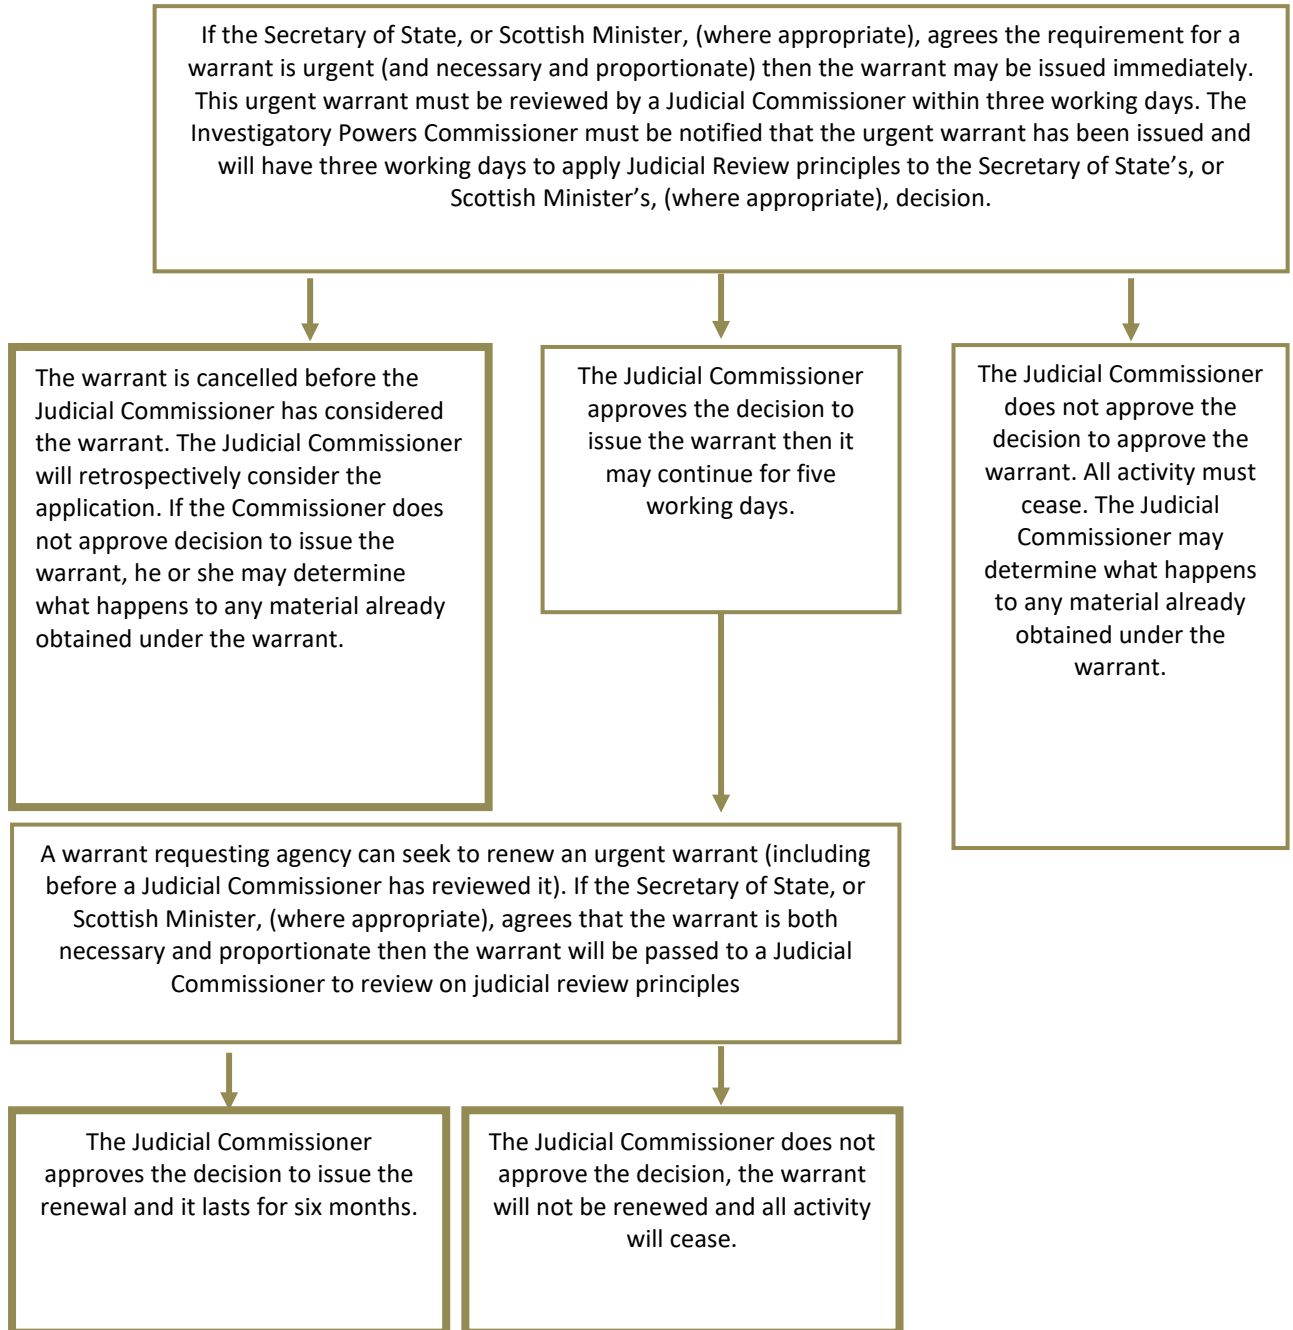 If the Secretary of State, or Scottish Minister, (where appropriate), agrees the requirement for a
warrant is urgent (and necessary and proportionate) then the warrant may be issued immediately.
This urgent warrant must be reviewed by a Judicial Commissioner within three working days. The
Investigatory Powers Commissioner must be notified that the urgent warrant has been issued and
will have three working days to apply Judicial Review principles to the Secretary of State’s, or
Scottish Minister’s, (where appropriate), decision.
The warrant is cancelled before the
Judicial Commissioner has considered
the warrant. The Judicial Commissioner
will retrospectively consider the
application. If the Commissioner does
not approve decision to issue the
warrant, he or she may determine
what happens to any material already
obtained under the warrant.
The Judicial Commissioner
approves the decision to
issue the warrant then it
may continue for five
working days.
The Judicial Commissioner
does not approve the
decision to approve the
warrant. All activity must
cease. The Judicial
Commissioner may
determine what happens
to any material already
obtained under the
warrant.
A warrant requesting agency can seek to renew an urgent warrant (including
before a Judicial Commissioner has reviewed it). If the Secretary of State, or
Scottish Minister, (where appropriate), agrees that the warrant is both
necessary and proportionate then the warrant will be passed to a Judicial
Commissioner to review on judicial review principles
The Judicial Commissioner
approves the decision to issue the
renewal and it lasts for six months.
The Judicial Commissioner does not
approve the decision, the warrant
will not be renewed and all activity
will cease.